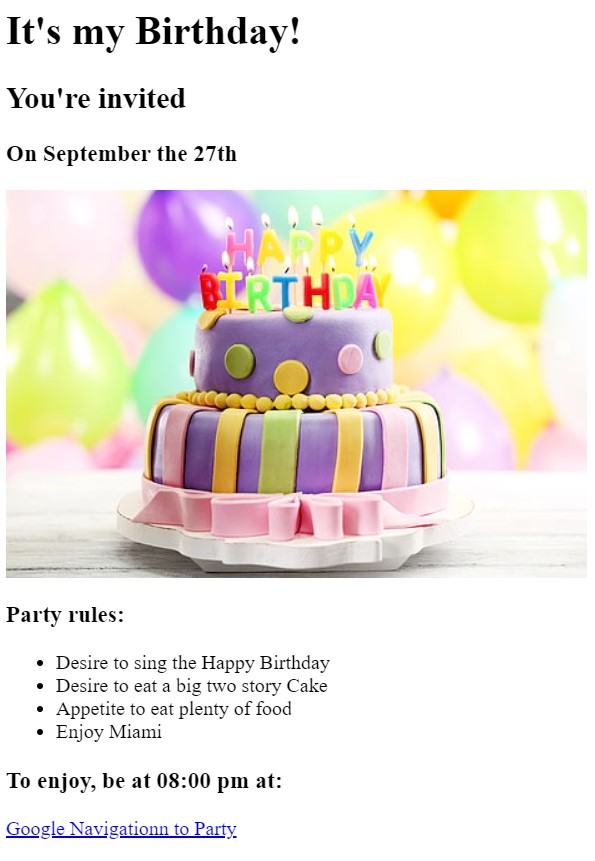 It's my Birthday!
You're invited
On September the 27th
HAPPY
BIRTHDAY
Party rules:
Desire to sing the Happy Birthday
Desire to eat a big two story Cake
Appetite to eat plenty of food
Enjoy Miami
To enjoy, be at 08:00 pm at:
Google Navigationn to Party